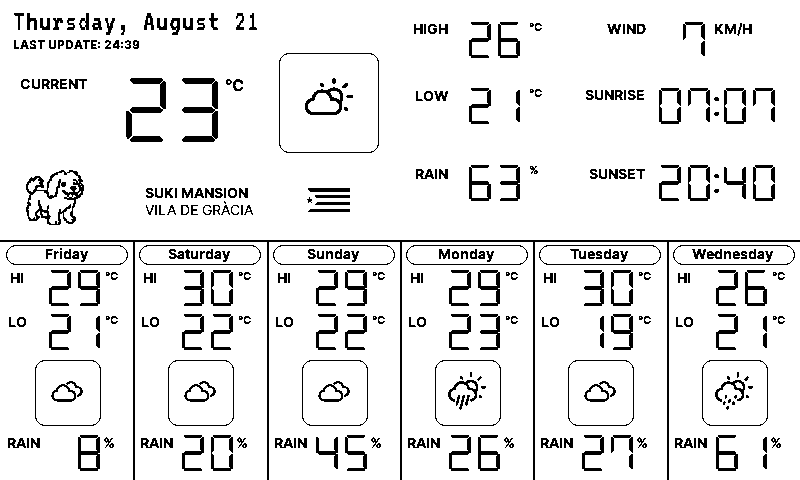 Thursday, August 21
LAST UPDATE: 24:39
CURRENT 23 °C
HIGH 26 °C
LOW 21 °C
RAIN 63 %
WIND 7 KM/H
SUNRISE 07:07
SUNSET 20:40
SUKI MANSION
VILA DE GRÀCIA
Friday
HI 29 °C
LO 21 °C
RAIN 8 %
Saturday
HI 30 °C
LO 22 °C
RAIN 20 %
Sunday
HI 29 °C
LO 22 °C
RAIN 45 %
Monday
HI 29 °C
LO 23 °C
RAIN 26 %
Tuesday
HI 30 °C
LO 19 °C
RAIN 27 %
Wednesday
HI 26 °C
LO 21 °C
RAIN 61 %